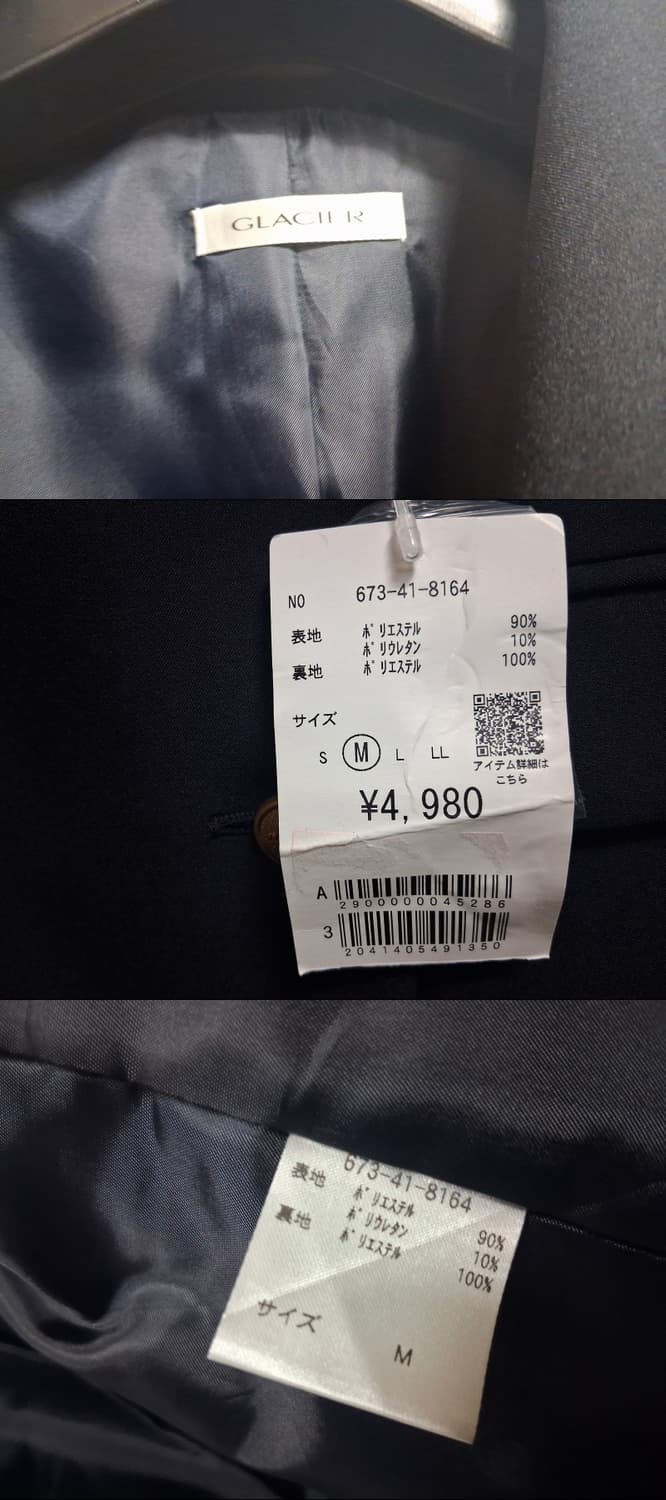 GLACIER
NO 673-41-8164
表地 ﾎﾟﾘｴｽﾃﾙ 90%
ﾎﾟﾘｳﾚﾀﾝ 10%
裏地 ﾎﾟﾘｴｽﾃﾙ 100%
サイズ
S M L LL
アイテム詳細は
こちら
¥4,980
A
2900000045286
3
2041405491350
673-41-8164
表地 ﾎﾟﾘｴｽﾃﾙ 90%
ﾎﾟﾘｳﾚﾀﾝ 10%
裏地 ﾎﾟﾘｴｽﾃﾙ 100%
サイズ
M